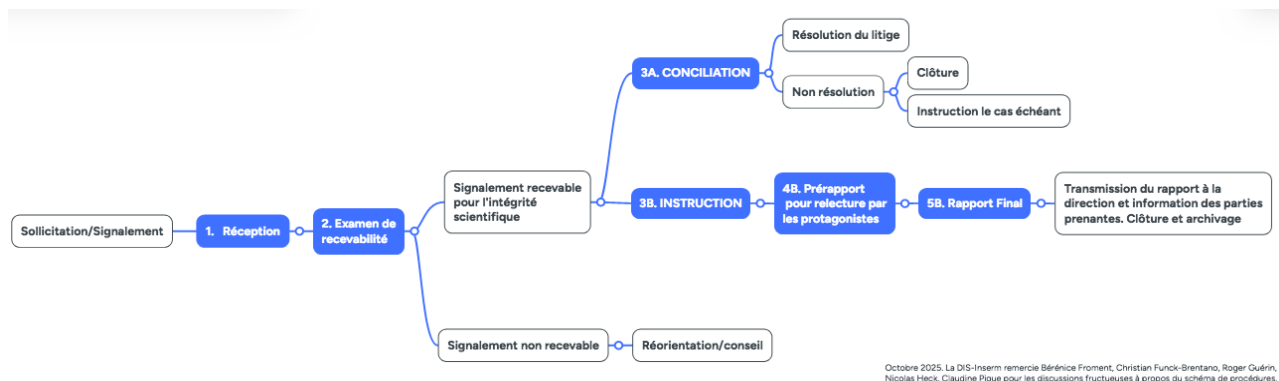 Sollicitation/Signalement
1. Réception
2. Examen de
recevabilité
Signalement recevable
pour l'intégrité
scientifique
3A. CONCILIATION
Résolution du litige
Non résolution
Clôture
Instruction le cas échéant
3B. INSTRUCTION
4B. Prérapport
pour relecture par
les protagonistes
5B. Rapport Final
Transmission du rapport à la
direction et information des parties
prenantes. Clôture et archivage
Signalement non recevable
Réorientation/conseil
Octobre 2025. La DIS-Inserm remercie Bérénice Froment, Christian Funck-Brentano, Roger Guérin,
Nicolas Heck, Claudine Pique pour les discussions fructueuses à propos du schéma de procédures.